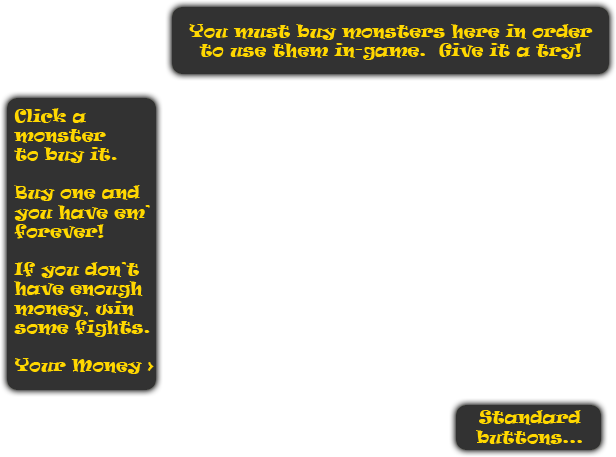 You must buy monsters here in order
to use them in-game.  Give it a try!
Click a
monster
to buy it.
Buy one and
you have em'
forever!
If you don't
have enough
money, win
some fights.
Your Money >
Standard
buttons...